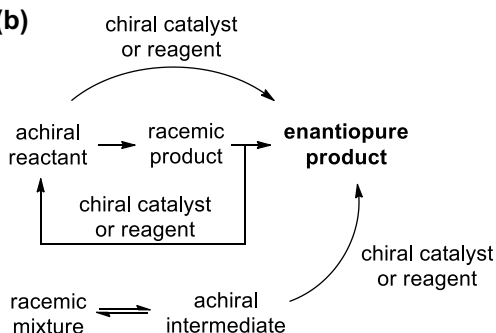 (b)
chiral catalyst
or reagent
achiral
reactant
racemic
product
enantiopure
product
chiral catalyst
or reagent
chiral catalyst
or reagent
racemic
mixture
achiral
intermediate